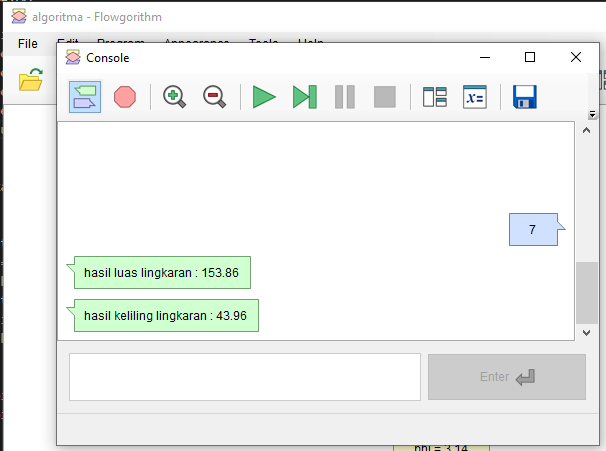 algoritma - Flowgorithm
File Edit Program Appearance Tools Help
Console
x=
7
hasil luas lingkaran : 153.86
hasil keliling lingkaran : 43.96
Enter
phi = 3.14